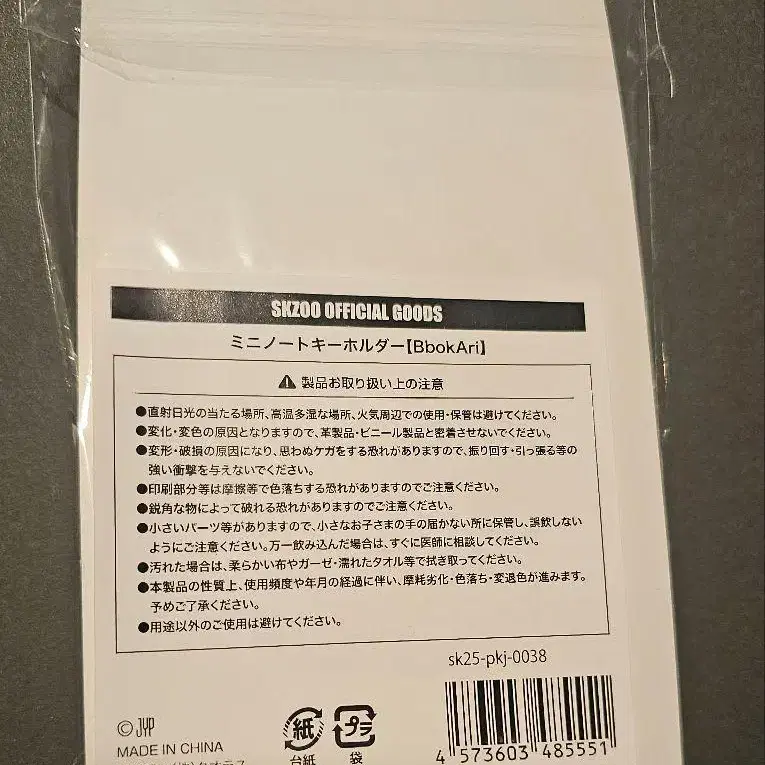 SKZOO OFFICIAL GOODS
ミニノートキーホルダー【BbokAri】
⚠ 製品お取り扱い上の注意
●直射日光の当たる場所、高温多湿な場所、火気周辺での使用・保管は避けてください。
●変化・変色の原因となりますので、革製品・ビニール製品と密着させないでください。
●変形・破損の原因になり、思わぬケガをする恐れがありますので、振り回す・引っ張る等の
強い衝撃を与えないでください。
●印刷部分等は摩擦等で色落ちする恐れがありますのでご注意ください。
●鋭角な物によって破れる恐れがありますのでご注意ください。
●小さいパーツ等がありますので、小さなお子さまの手の届かない所に保管し、誤飲しない
ようにご注意ください。万一飲み込んだ場合は、すぐに医師に相談してください。
●汚れた場合は、柔らかい布やガーゼ・濡れたタオル等で拭き取ってください。
●本製品の性質上、使用頻度や年月の経過に伴い、摩耗劣化・色落ち・変退色が進みます。
予めご了承ください。
●用途以外のご使用は避けてください。
sk25-pkj-0038
© JYP
MADE IN CHINA
紙
台紙
プラ
袋
4 573603 485551